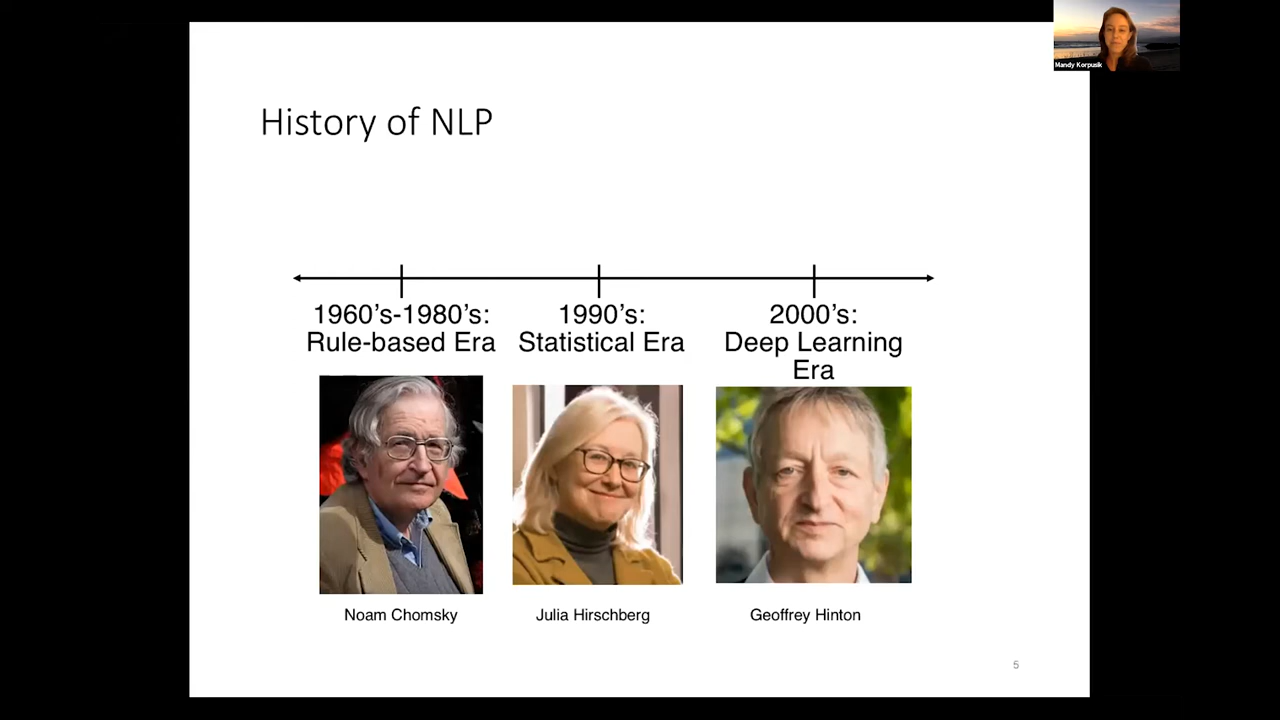 Mandy Korpusik
History of NLP
1960's-1980's:
Rule-based Era
1990's:
Statistical Era
2000's:
Deep Learning
Era
Noam Chomsky
Julia Hirschberg
Geoffrey Hinton
5